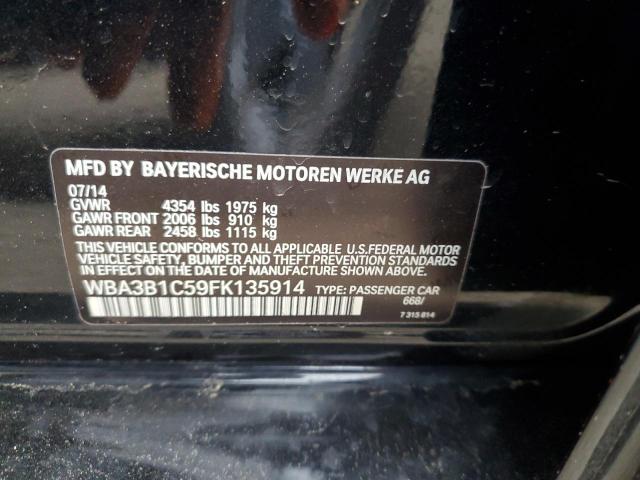 MFD BY BAYERISCHE MOTOREN WERKE AG
07/14
GVWR 4354 lbs 1975 kg
GAWR FRONT 2006 lbs 910 kg
GAWR REAR 2458 lbs 1115 kg
THIS VEHICLE CONFORMS TO ALL APPLICABLE U.S.FEDERAL MOTOR
VEHICLE SAFETY, BUMPER AND THEFT PREVENTION STANDARDS
IN EFFECT ON THE DATE OF MANUFACTURE SHOWN ABOVE.
WBA3B1C59FK135914 TYPE: PASSENGER CAR
668/
7 315 814